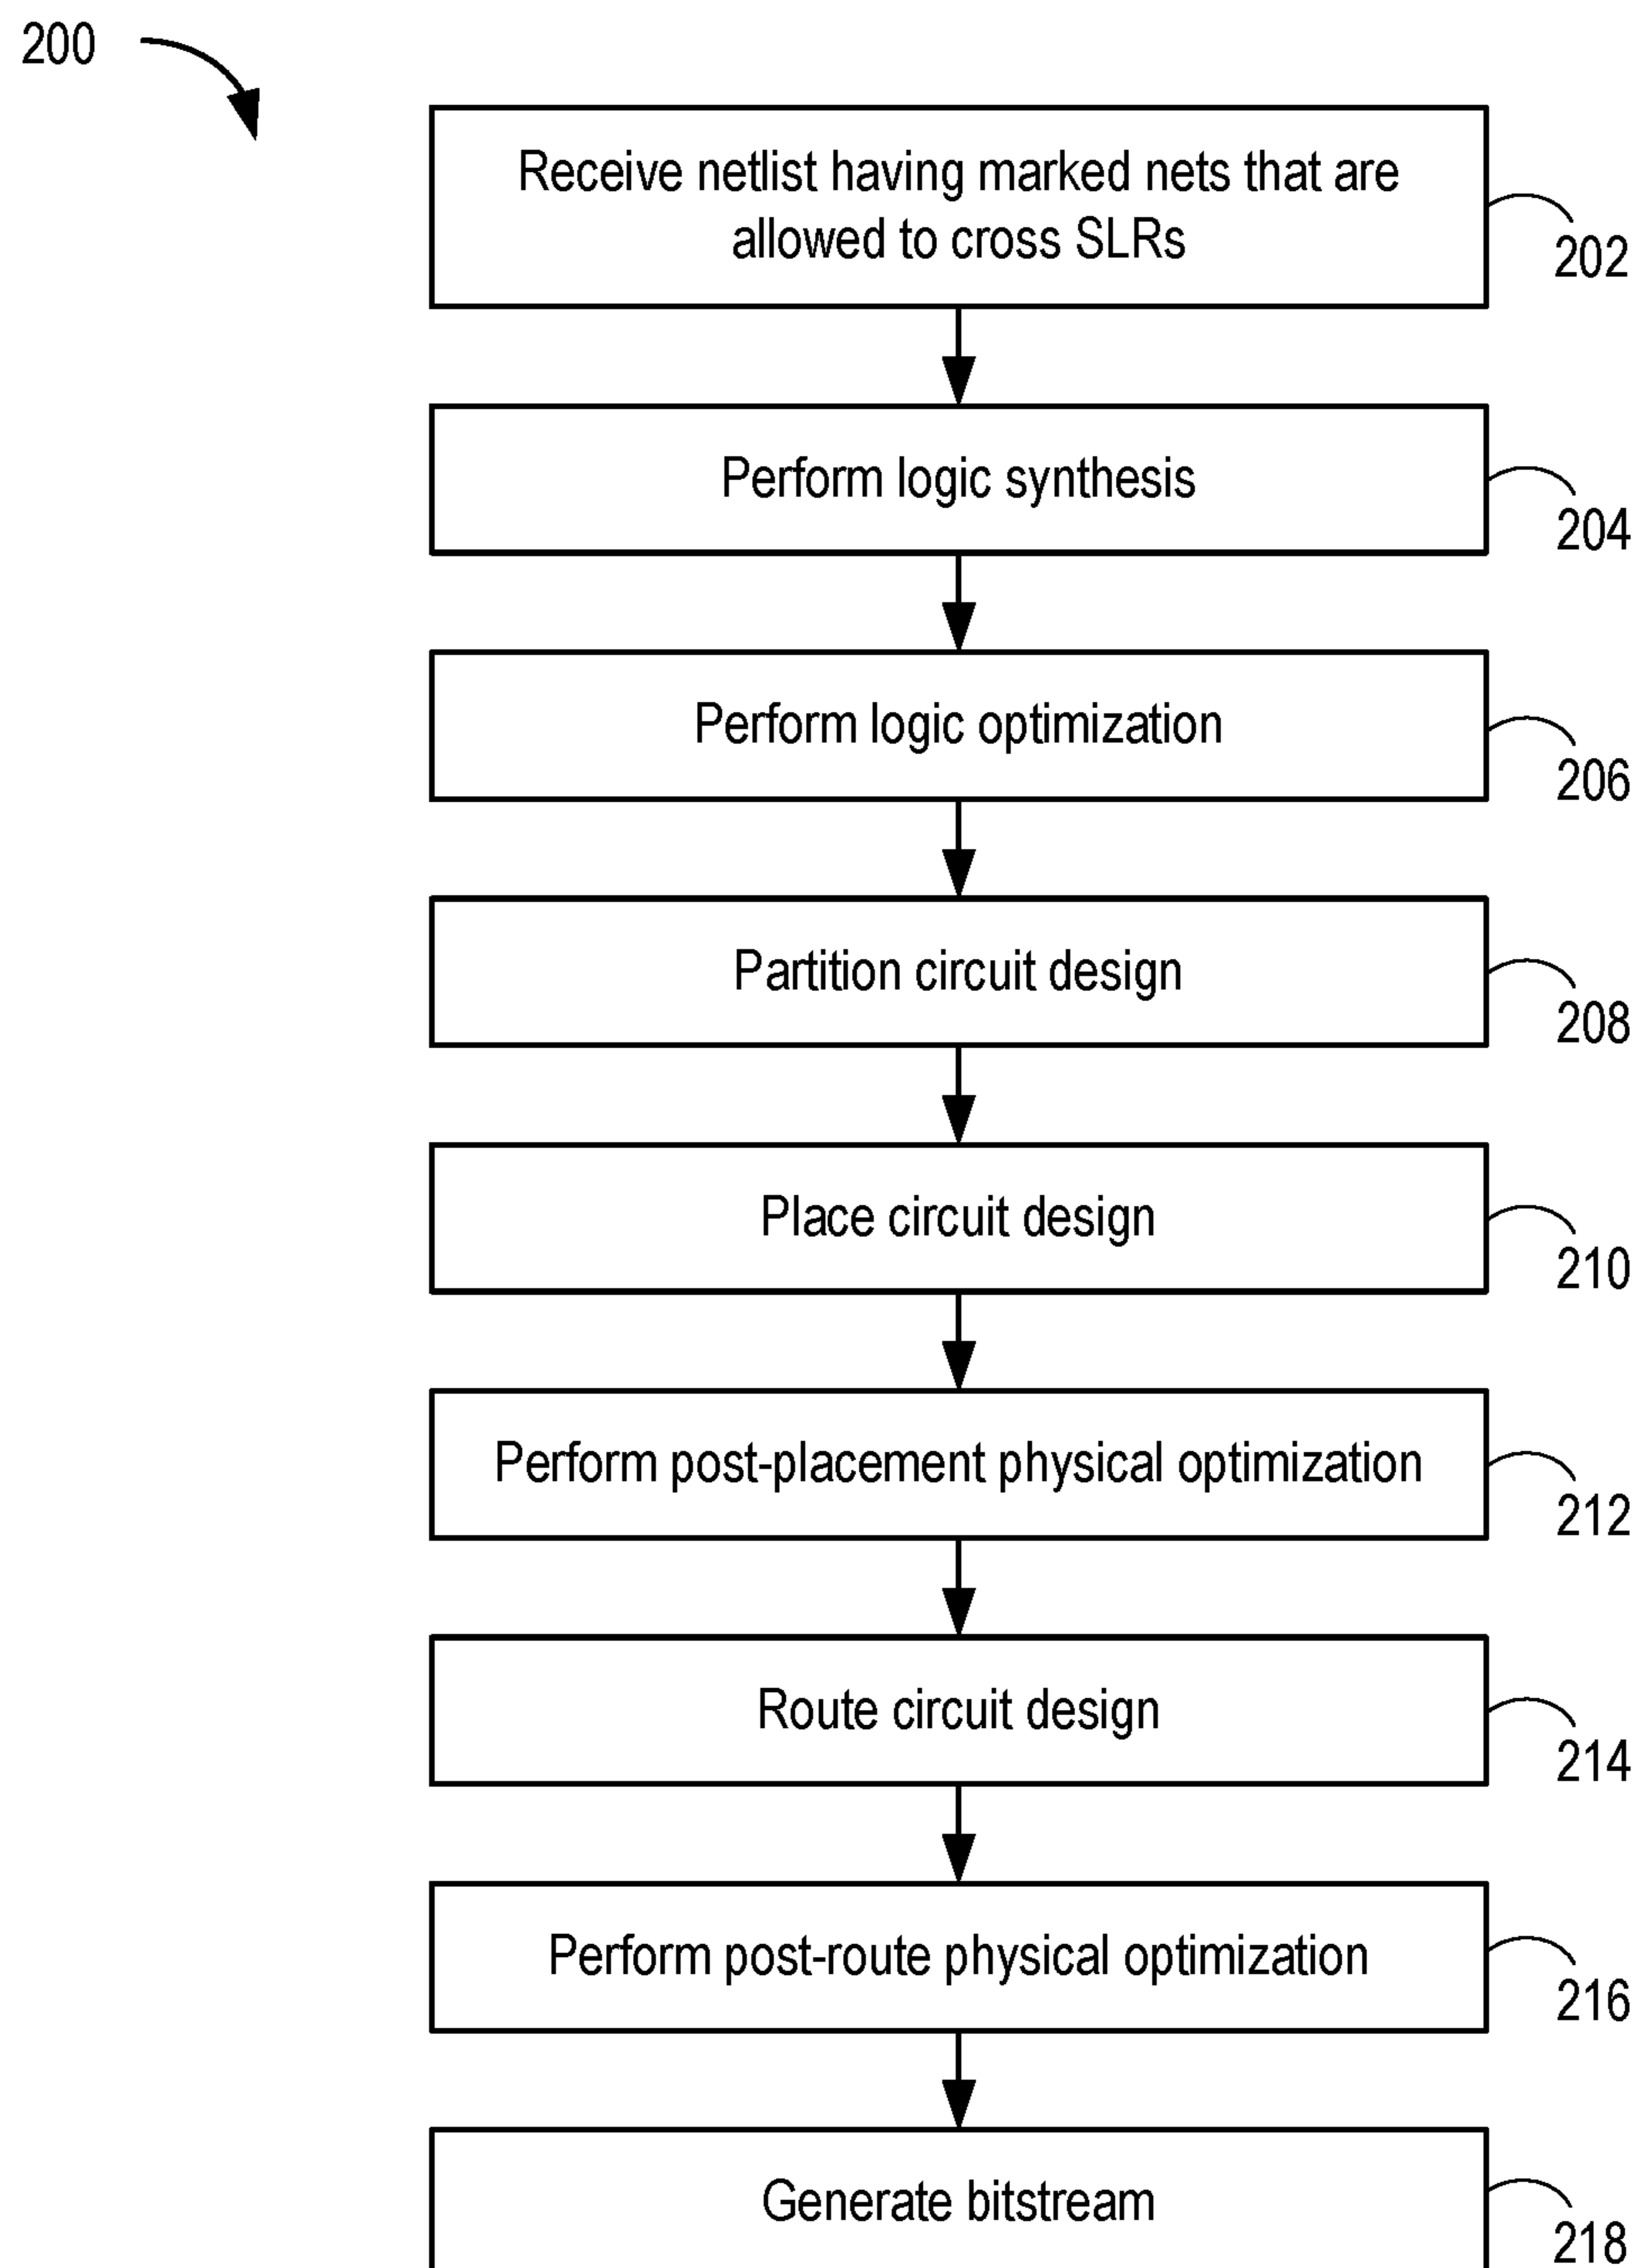 200
Receive netlist having marked nets that are
allowed to cross SLRs
202
Perform logic synthesis
204
Perform logic optimization
206
Partition circuit design
208
Place circuit design
210
Perform post-placement physical optimization
212
Route circuit design
214
Perform post-route physical optimization
216
Generate bitstream
218